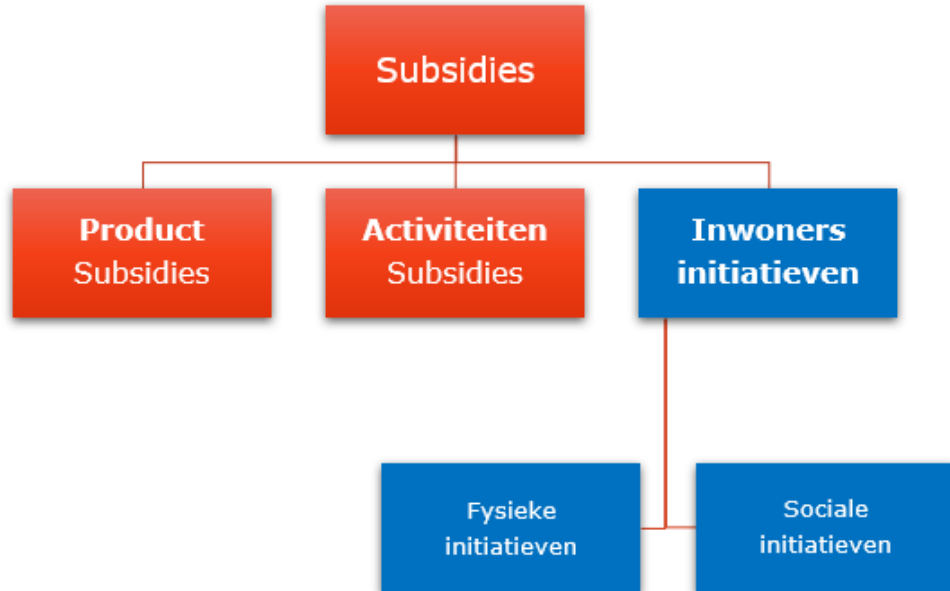 Subsidies
Product
Subsidies
Activiteiten
Subsidies
Inwoners
initiatieven
Fysieke
initiatieven
Sociale
initiatieven